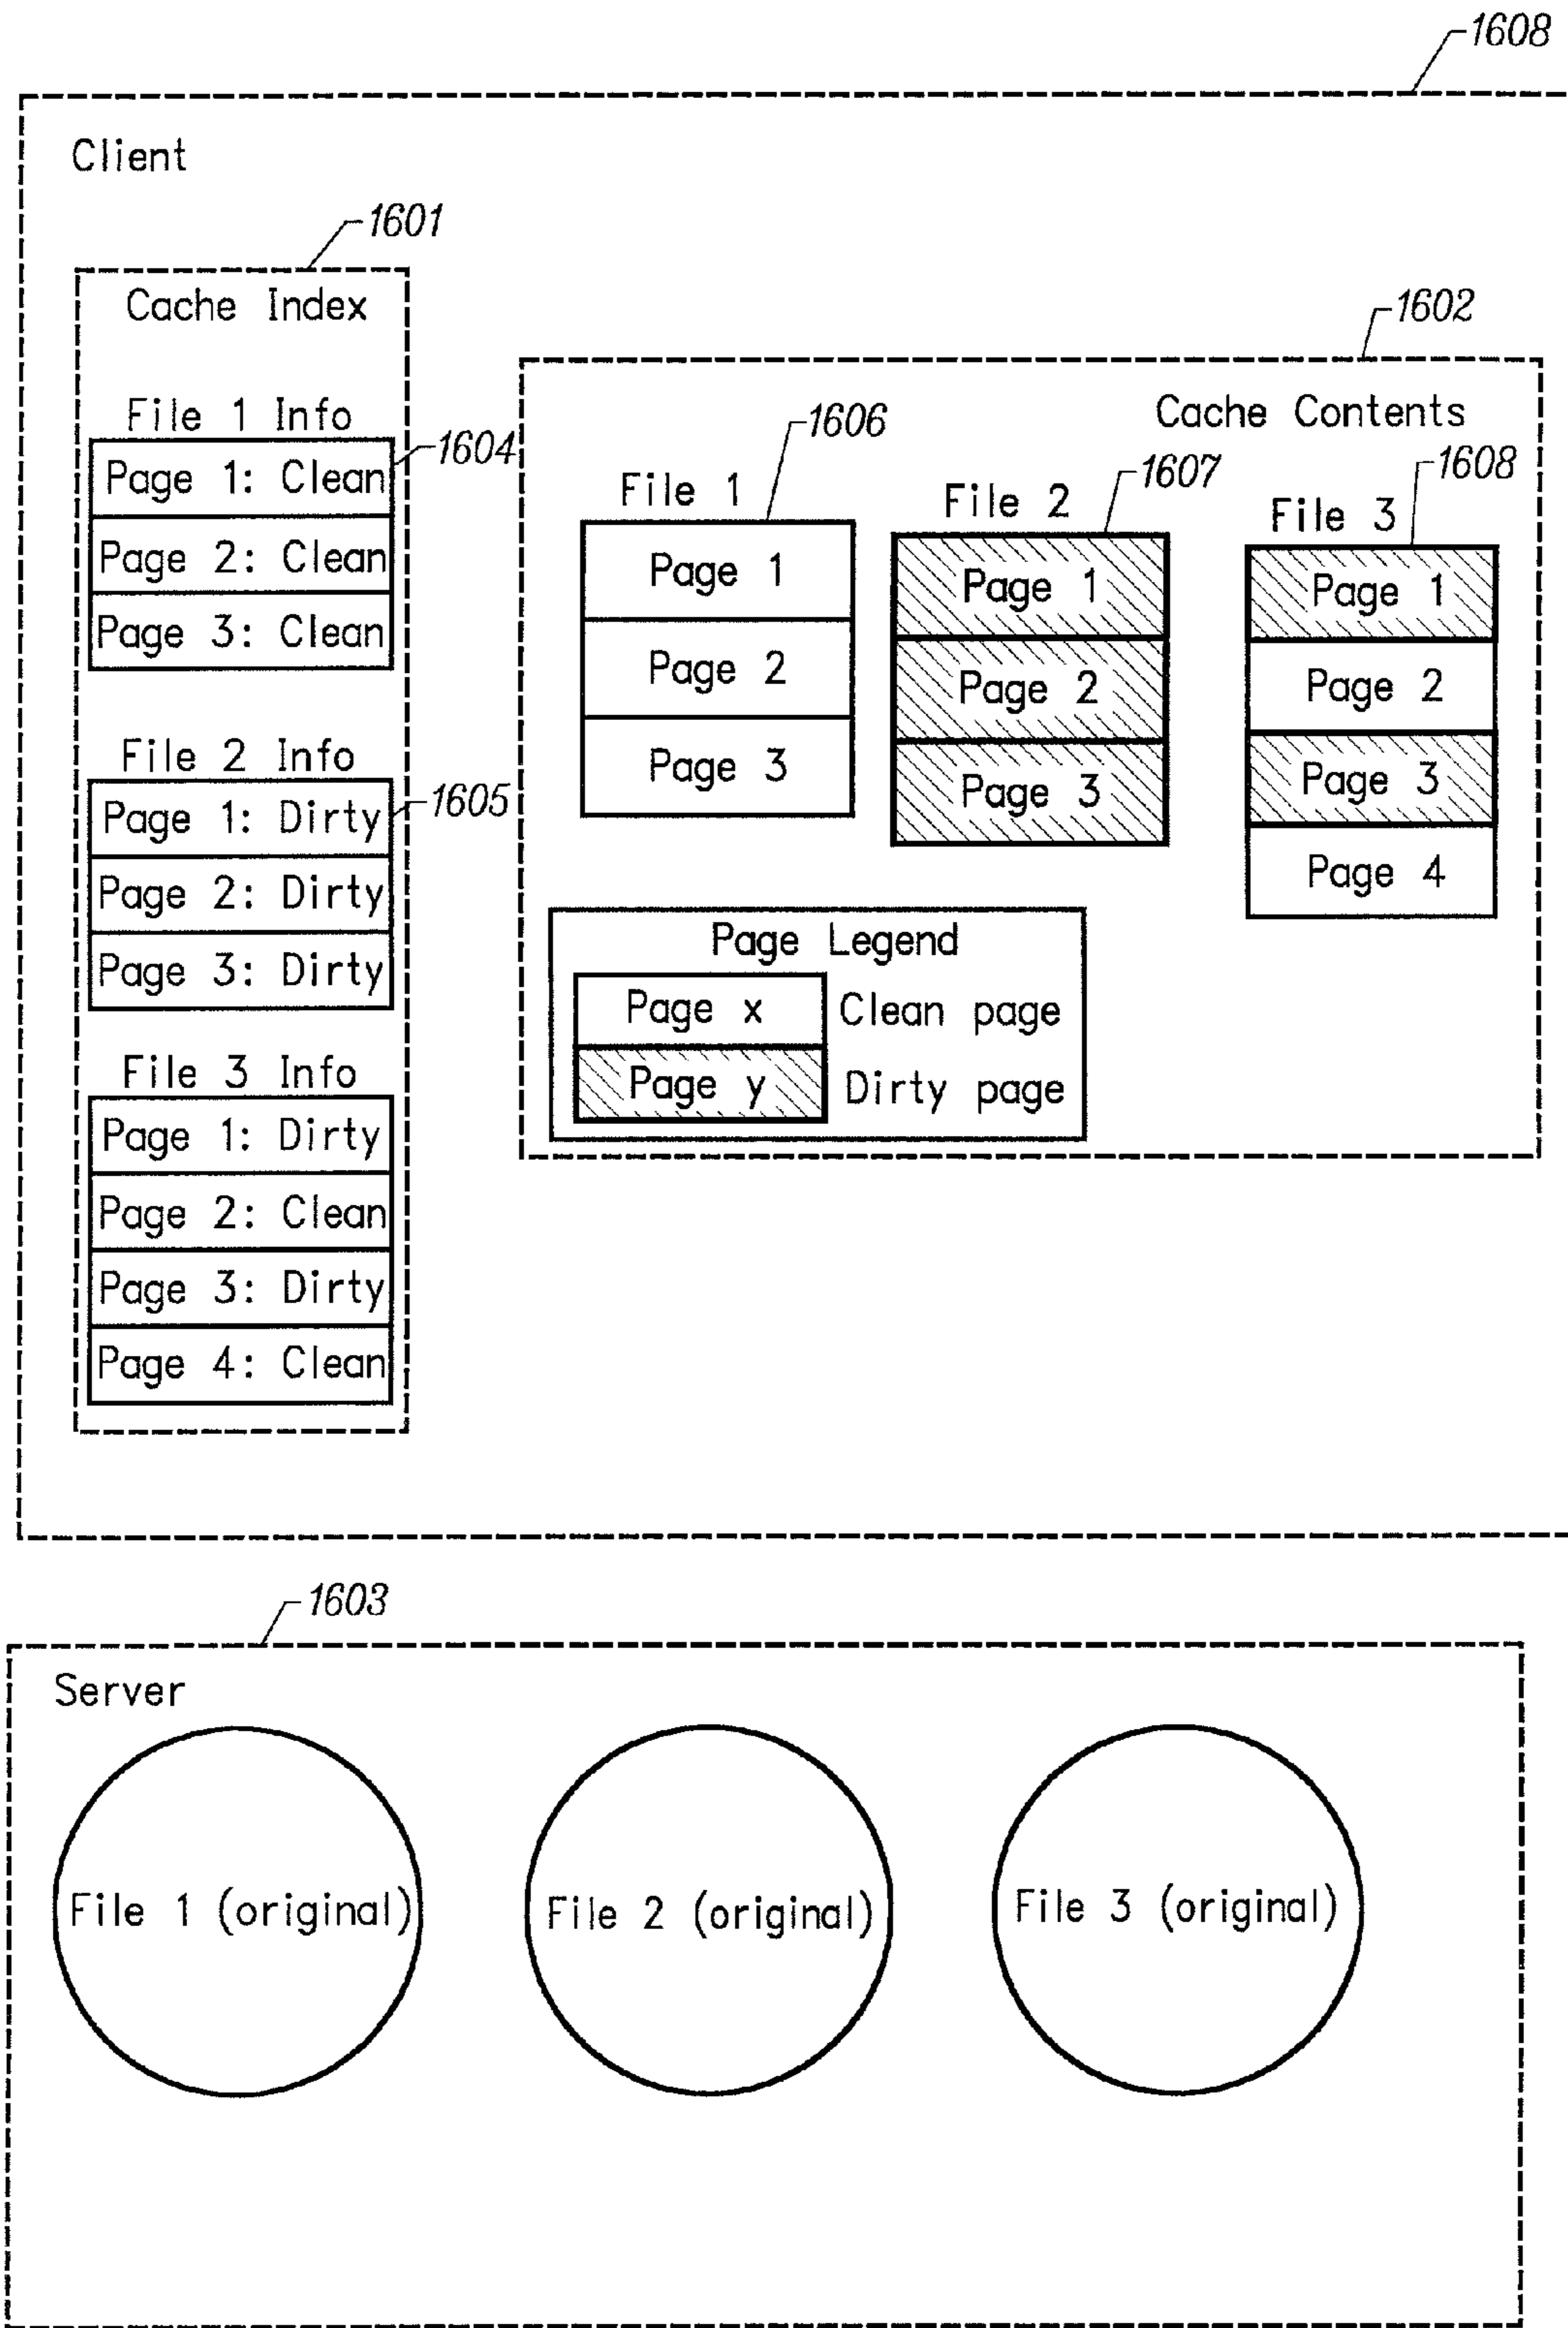 1608
Client
1601
Cache Index
File 1 Info
Page 1: Clean
1604
Page 2: Clean
Page 3: Clean
File 2 Info
Page 1: Dirty
1605
Page 2: Dirty
Page 3: Dirty
File 3 Info
Page 1: Dirty
Page 2: Clean
Page 3: Dirty
Page 4: Clean
1602
Cache Contents
1606
File 1
Page 1
Page 2
Page 3
1607
File 2
Page 1
Page 2
Page 3
1608
File 3
Page 1
Page 2
Page 3
Page 4
Page Legend
Page x Clean page
Page y Dirty page
1603
Server
File 1 (original)
File 2 (original)
File 3 (original)